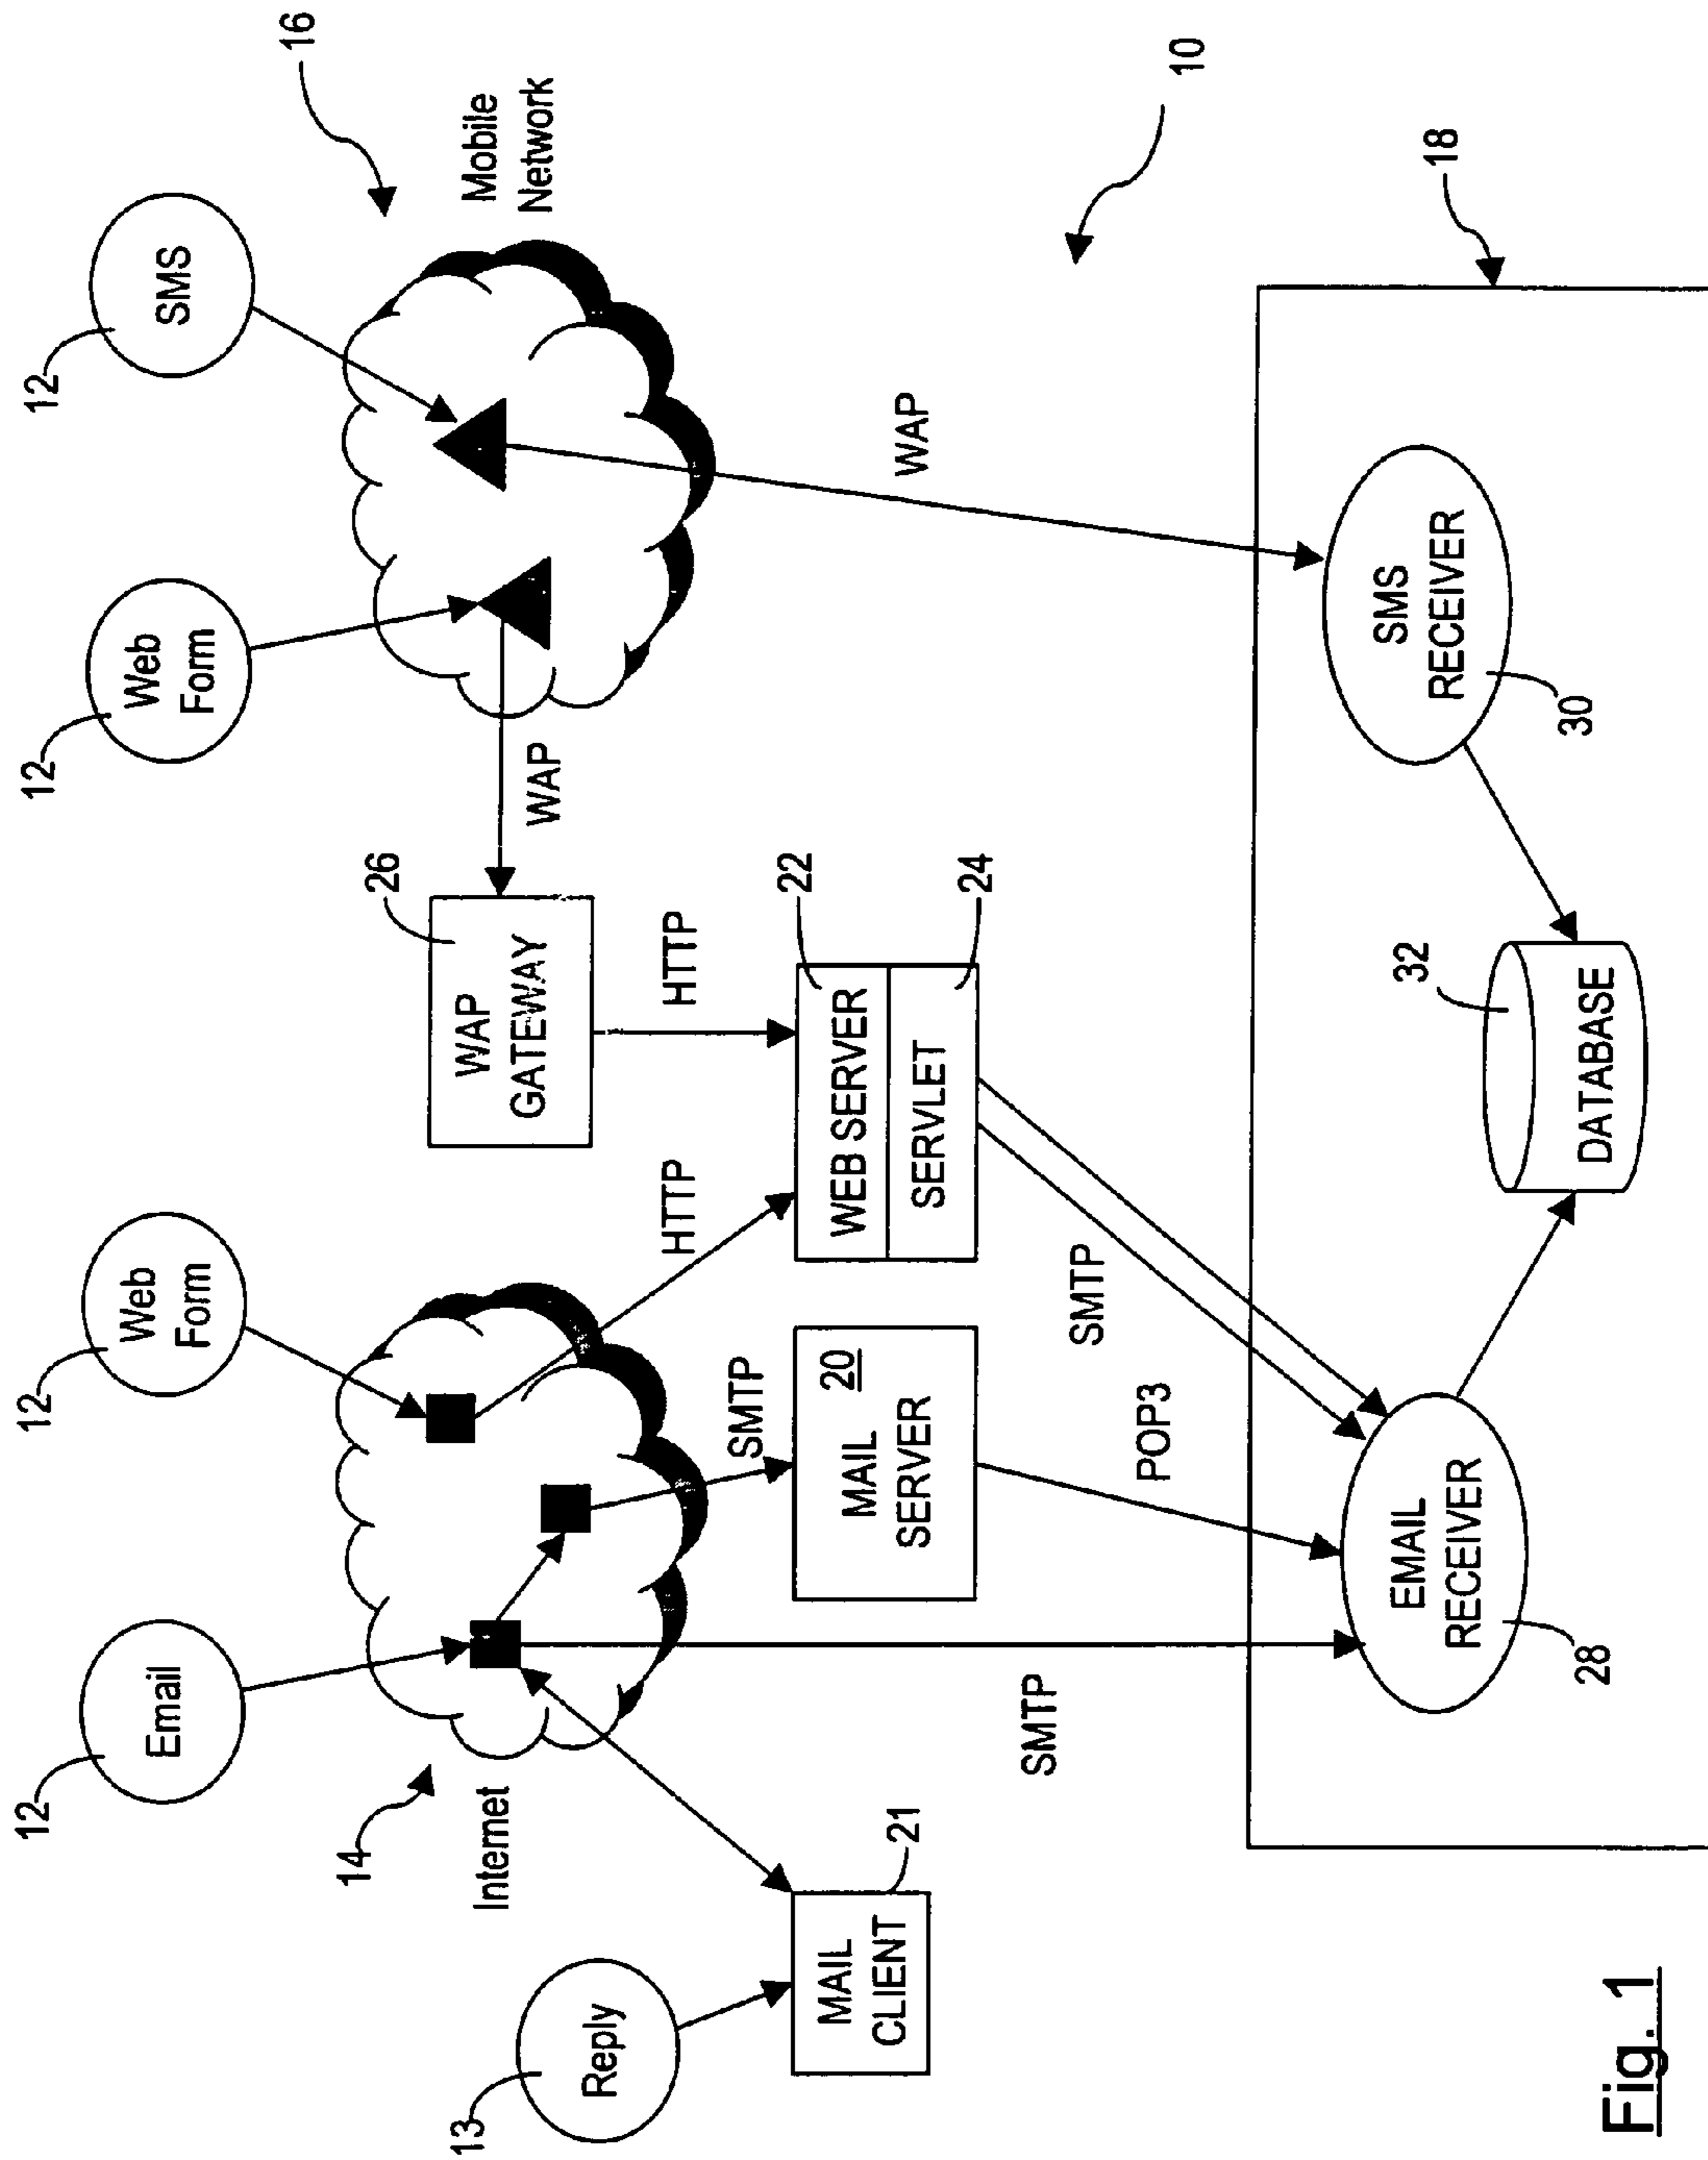 16
Mobile
Network
10
18
12
SMS
12
Web
Form
WAP
WAP
SMS
RECEIVER
30
26
WAP
GATEWAY
HTTP
22
24
WEB SERVER
SERVLET
32
DATABASE
12
Web
Form
HTTP
SMTP
20
MAIL
SERVER
SMTP
POP3
EMAIL
RECEIVER
28
12
Email
14
Internet
SMTP
21
MAIL
CLIENT
13
Reply
Fig. 1